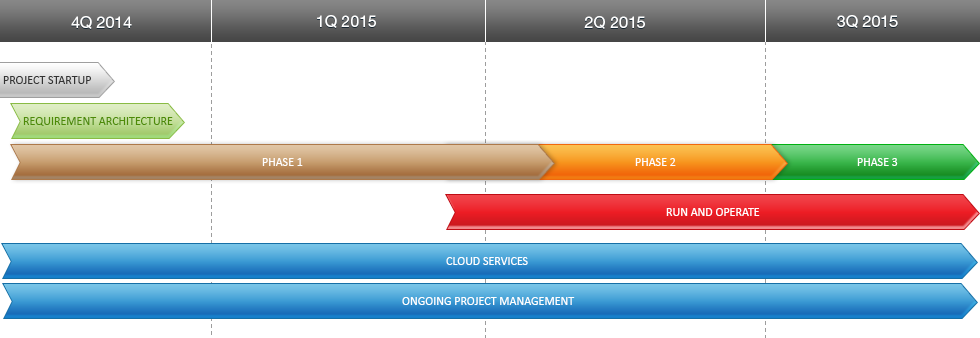 4Q 2014
1Q 2015
2Q 2015
3Q 2015
PROJECT STARTUP
REQUIREMENT ARCHITECTURE
PHASE 1
PHASE 2
PHASE 3
RUN AND OPERATE
CLOUD SERVICES
ONGOING PROJECT MANAGEMENT